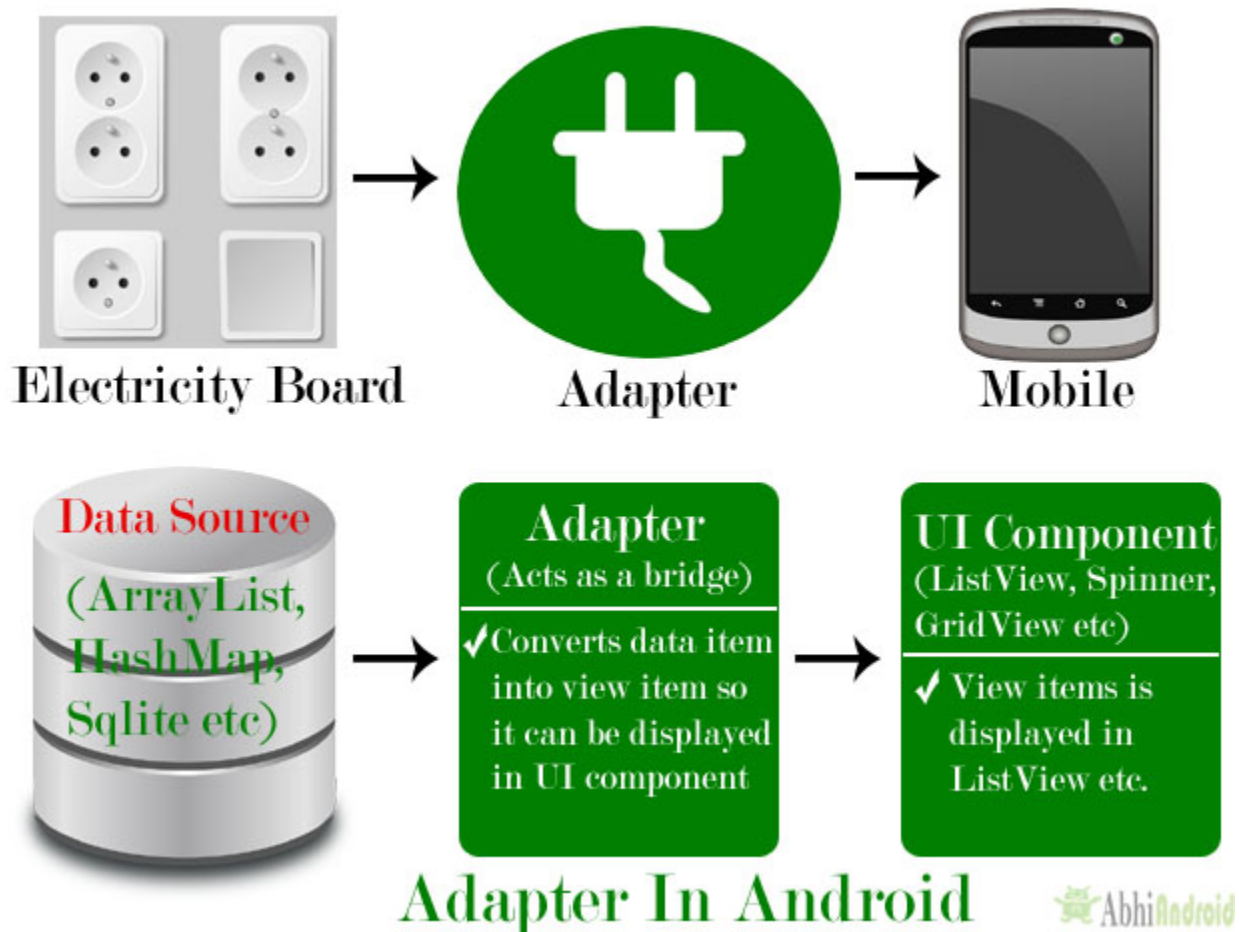 Electricity Board
Adapter
Mobile
Data Source
(ArrayList,
HashMap,
Sqlite etc)
Adapter
(Acts as a bridge)
✓Converts data item
into view item so
it can be displayed
in UI component
UI Component
(ListView, Spinner,
GridView etc)
✓ View items is
displayed in
ListView etc.
Adapter In Android
AbhiAndroid